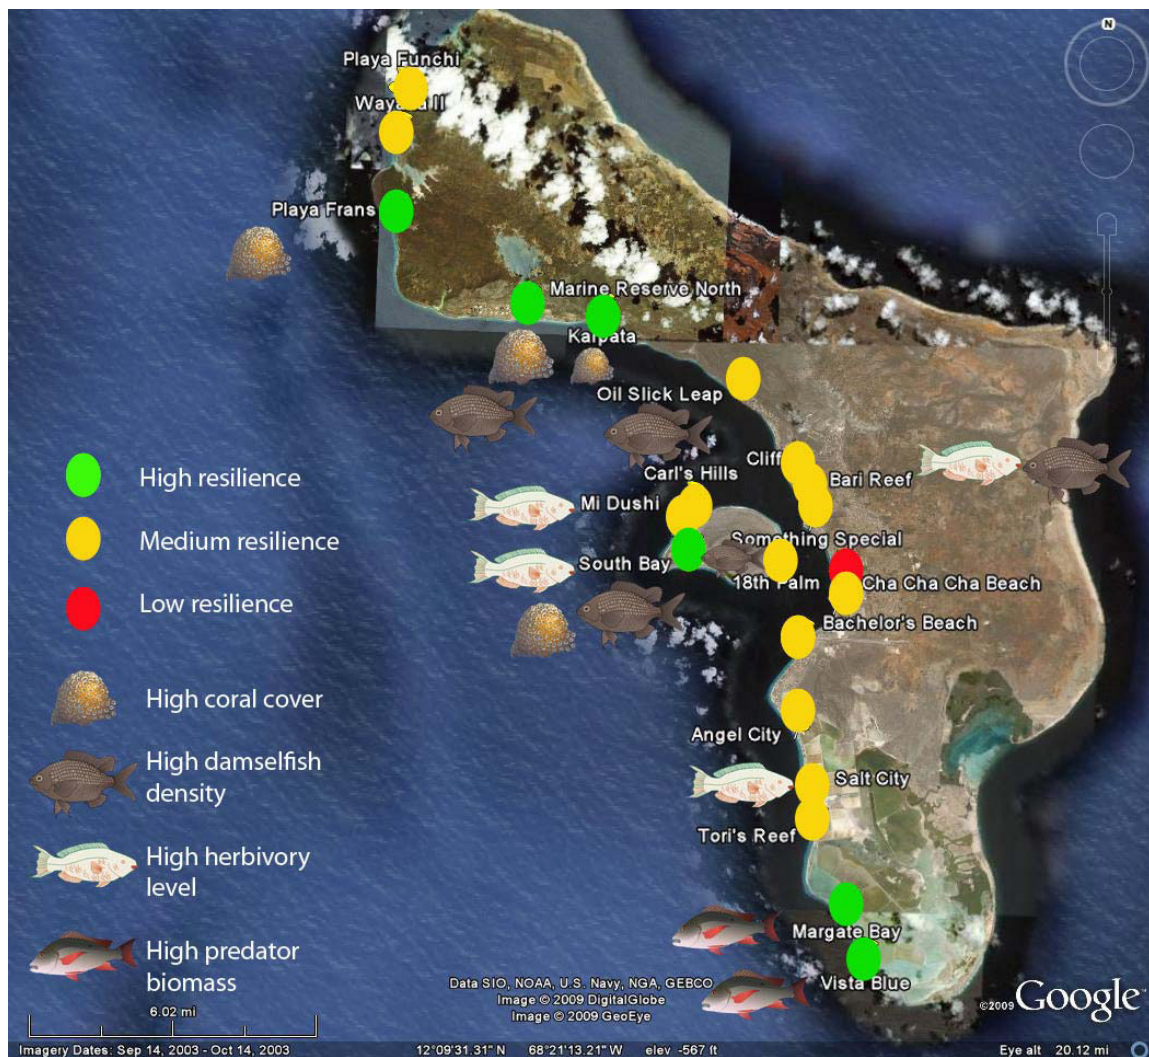 N
Playa Funchi
Wayaka II
Playa Frans
Marine Reserve North
Karpata
Oil Slick Leap
Cliff
Carl's Hills
Bari Reef
Mi Dushi
Something Special
South Bay
18th Palm
Cha Cha Cha Beach
Bachelor's Beach
Angel City
Salt City
Tori's Reef
Margate Bay
Vista Blue
High resilience
Medium resilience
Low resilience
High coral cover
High damselfish
density
High herbivory
level
High predator
biomass
6.02 mi
Data SIO, NOAA, U.S. Navy, NGA, GEBCO
Image © 2009 DigitalGlobe
Image © 2009 GeoEye
©2009 Google™
Imagery Dates: Sep 14, 2003 - Oct 14, 2003
12°09'31.31" N 68°21'13.21" W elev -567 ft
Eye alt 20.12 mi